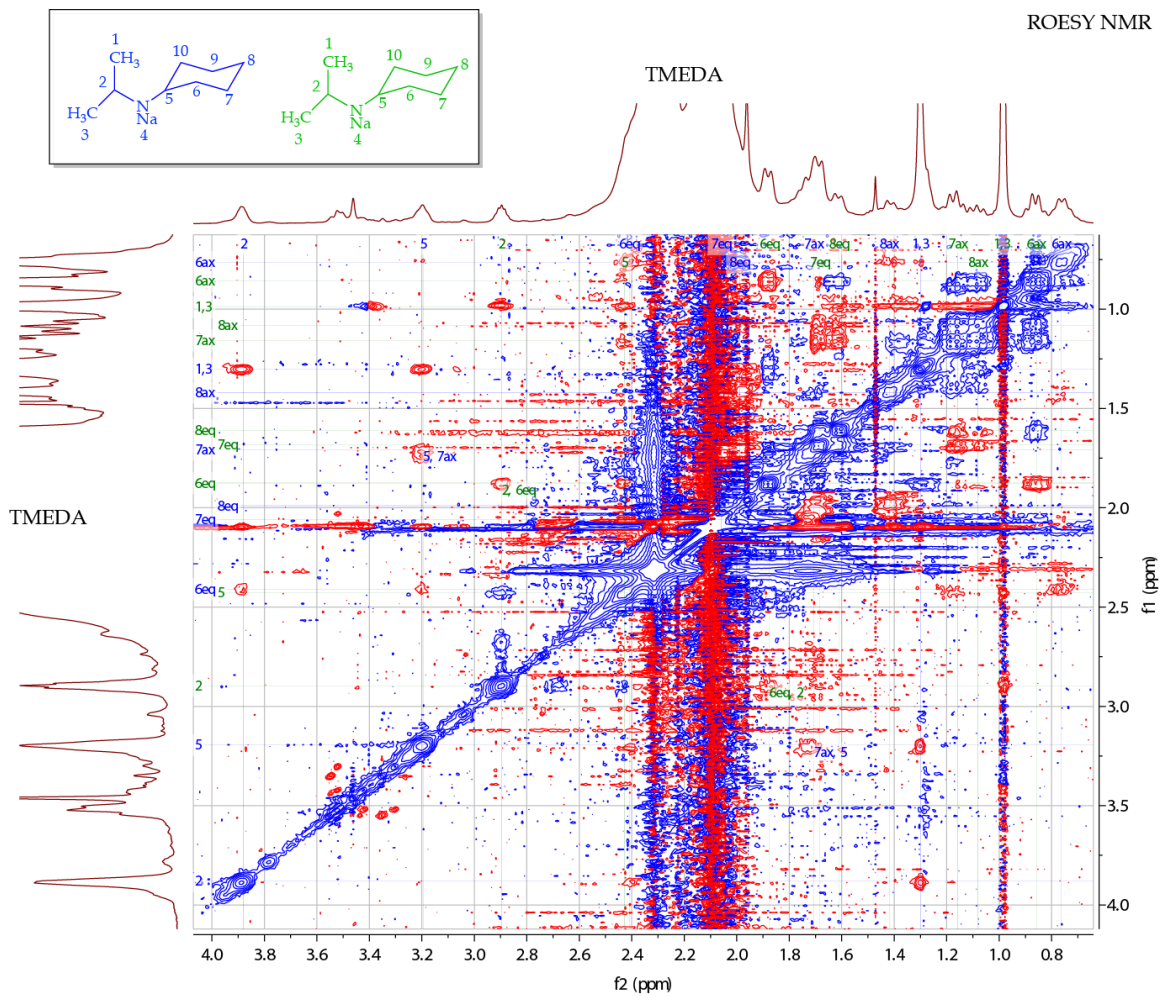 ROESY NMR
1
CH₃
10
9
8
2
5
6
7
N
H₃C
3
Na
4
1
CH₃
10
9
8
2
5
6
7
N
H₃C
3
Na
4
TMEDA
2 5 2 6eq 7eq 6eq 7ax 8eq 8ax 1,3 7ax 1,3 6ax 6ax
5 8eq 7eq 8ax
6ax
6ax
1,3
8ax
7ax
1,3
8ax
8eq
7eq
7ax
5, 7ax
6eq
2, 6eq
8eq
7eq
6eq 5
2
6eq, 2
5
7ax, 5
2
TMEDA
1.0
1.5
2.0
2.5
3.0
3.5
4.0
f1 (ppm)
4.0 3.8 3.6 3.4 3.2 3.0 2.8 2.6 2.4 2.2 2.0 1.8 1.6 1.4 1.2 1.0 0.8
f2 (ppm)